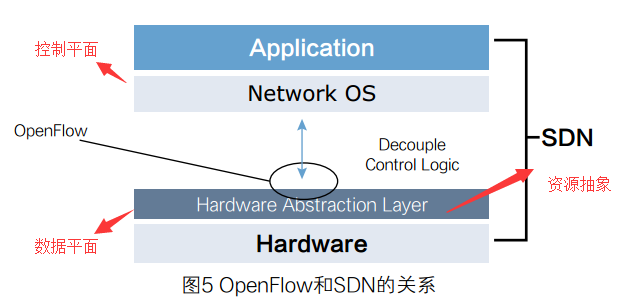 Application
控制平面
Network OS
OpenFlow
Decouple
Control Logic
SDN
资源抽象
Hardware Abstraction Layer
数据平面
Hardware
图5 OpenFlow和SDN的关系